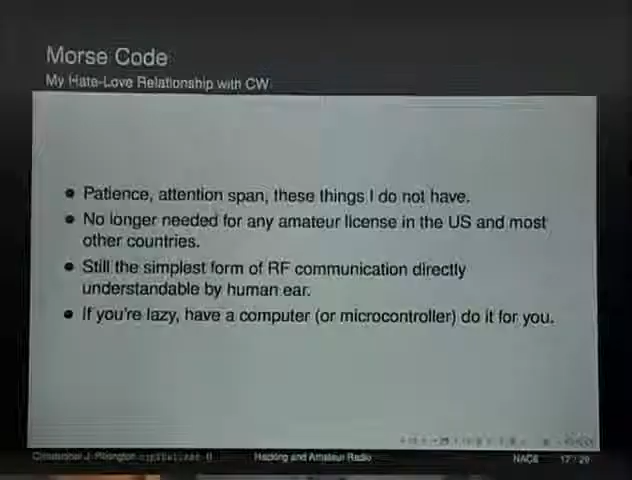 Morse Code
My Hate-Love Relationship with CW
Patience, attention span, these things I do not have.
No longer needed for any amateur license in the US and most
other countries.
Still the simplest form of RF communication directly
understandable by human ear.
If you're lazy, have a computer (or microcontroller) do it for you.
Christopher J.
Hacking and Amateur Radio
17 / 29